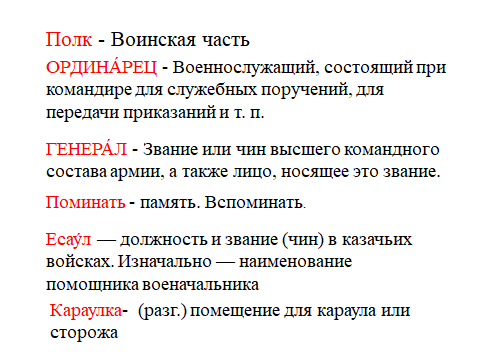 Полк - Воинская часть
ОРДИНА́РЕЦ - Военнослужащий, состоящий при
командире для служебных поручений, для
передачи приказаний и т. п.
ГЕНЕРА́Л - Звание или чин высшего командного
состава армии, а также лицо, носящее это звание.
Поминать - память. Вспоминать.
Есау́л — должность и звание (чин) в казачьих
войсках. Изначально — наименование
помощника военачальника
Караулка- (разг.) помещение для караула или
сторожа